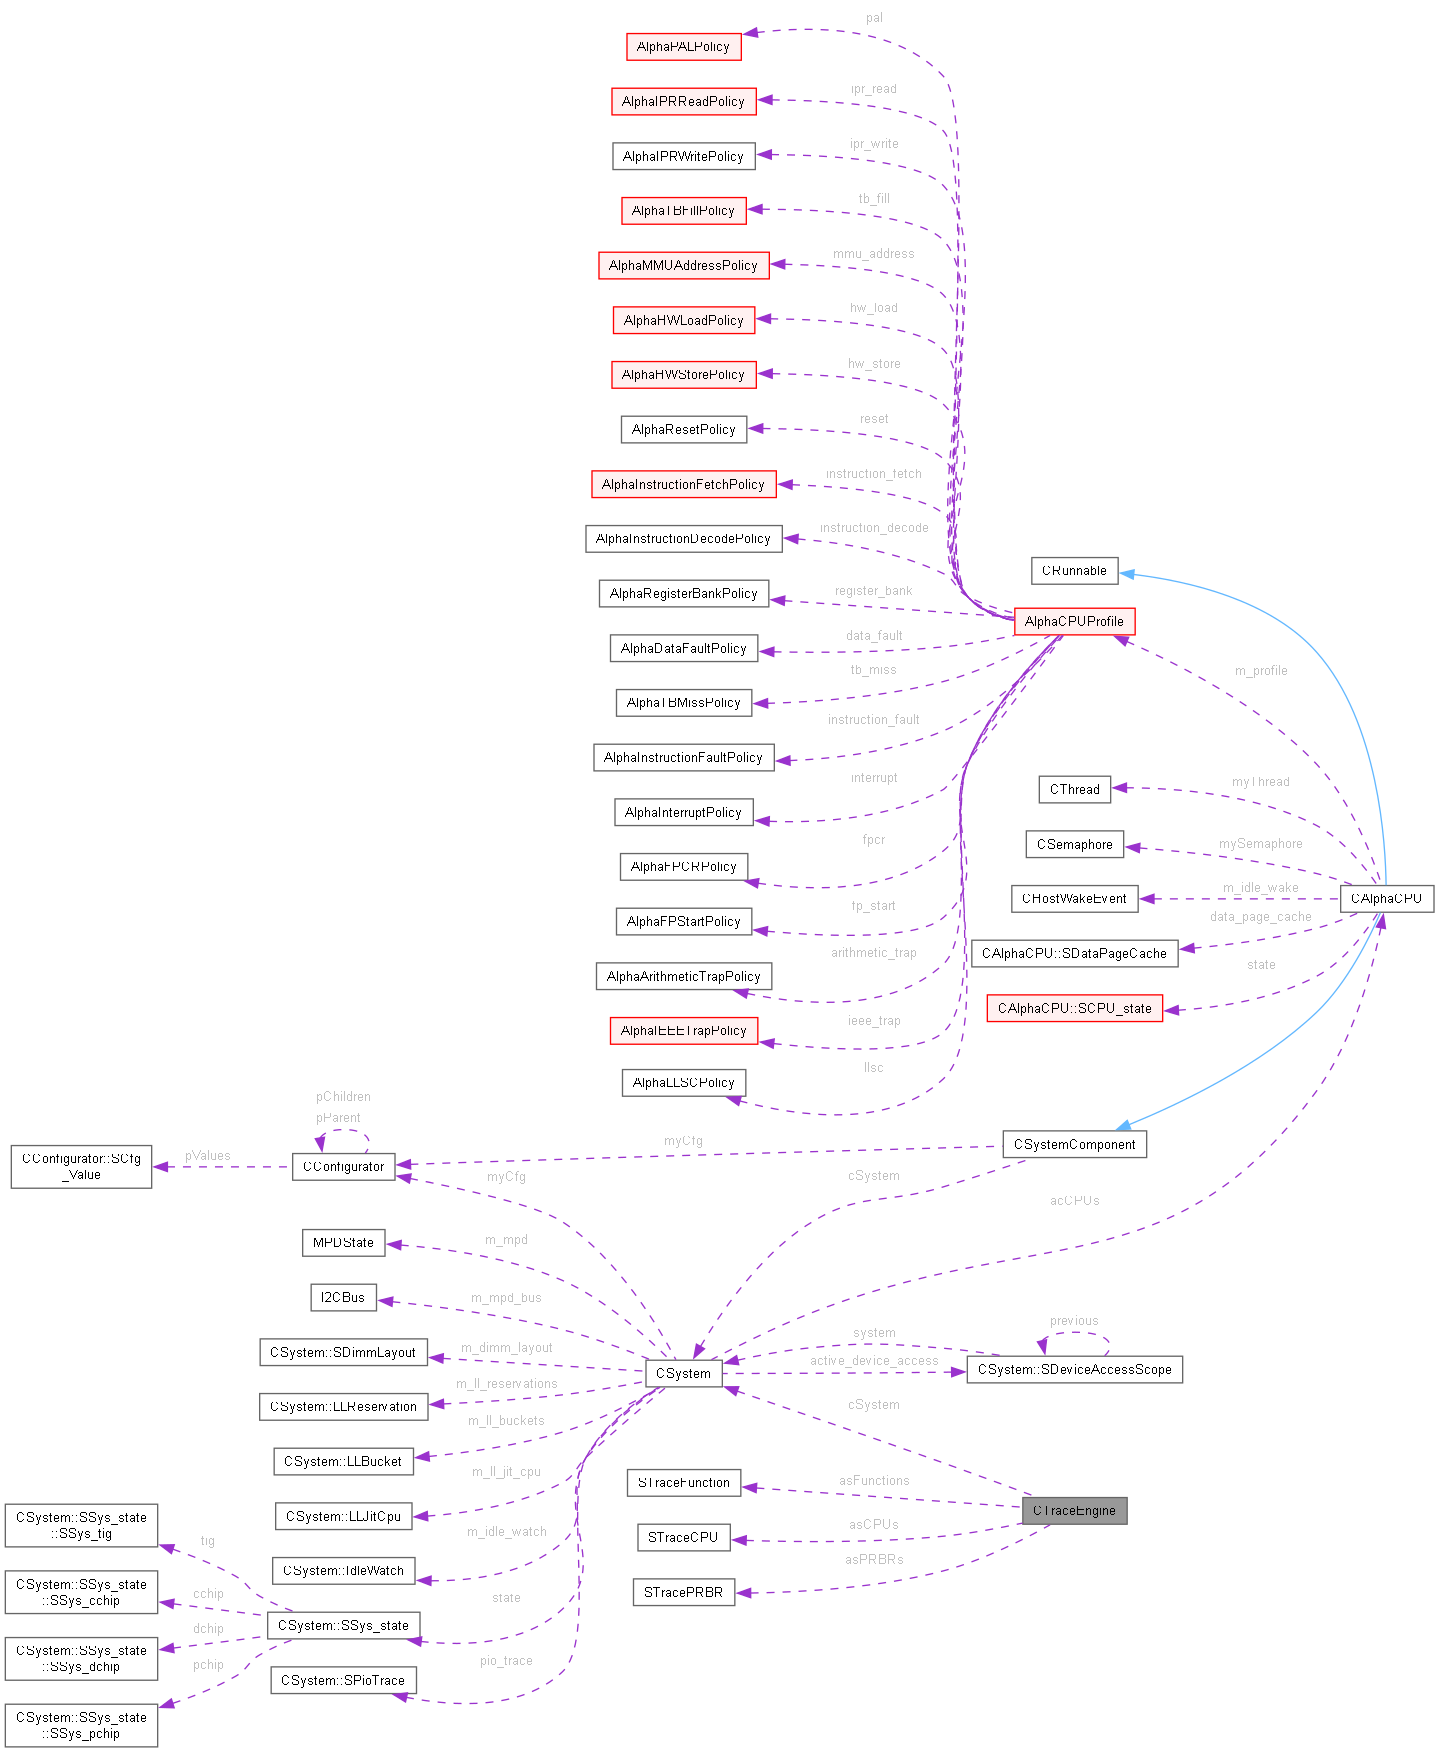 pal
AlphaPALPolicy
ipr_read
AlphaIPRReadPolicy
ipr_write
AlphaIPRWritePolicy
tb_fill
AlphaTBFillPolicy
mmu_address
AlphaMMUAddressPolicy
hw_load
AlphaHWLoadPolicy
hw_store
AlphaHWStorePolicy
reset
AlphaResetPolicy
instruction_fetch
AlphaInstructionFetchPolicy
instruction_decode
AlphaInstructionDecodePolicy
CRunnable
register_bank
AlphaRegisterBankPolicy
AlphaCPUProfile
data_fault
AlphaDataFaultPolicy
tb_miss
m_profile
AlphaTBMissPolicy
instruction_fault
AlphaInstructionFaultPolicy
interrupt
myThread
CThread
AlphaInterruptPolicy
fpcr
mySemaphore
CSemaphore
AlphaFPCRPolicy
m_idle_wake
CHostWakeEvent
CAlphaCPU
fp_start
data_page_cache
AlphaFPStartPolicy
arithmetic_trap
CAlphaCPU::SDataPageCache
state
AlphaArithmeticTrapPolicy
CAlphaCPU::SCPU_state
ieee_trap
AlphaIEEETrapPolicy
llsc
AlphaLLSCPolicy
pChildren
pParent
myCfg
CSystemComponent
pValues
CConfigurator::SCfg
_Value
CConfigurator
myCfg
cSystem
acCPUs
MPDState
m_mpd
I2CBus
m_mpd_bus
previous
system
CSystem::SDimmLayout
m_dimm_layout
active_device_access
CSystem
CSystem::SDeviceAccessScope
m_ll_reservations
CSystem::LLReservation
cSystem
m_ll_buckets
CSystem::LLBucket
m_ll_jit_cpu
STraceFunction
asFunctions
CTraceEngine
CSystem::LLJitCpu
CSystem::SSys_state
::SSys_tig
m_idle_watch
STraceCPU
asCPUs
tig
CSystem::IdleWatch
asPRBRs
CSystem::SSys_state
::SSys_cchip
cchip
state
STracePRBR
CSystem::SSys_state
dchip
CSystem::SSys_state
::SSys_dchip
pchip
pio_trace
CSystem::SPioTrace
CSystem::SSys_state
::SSys_pchip